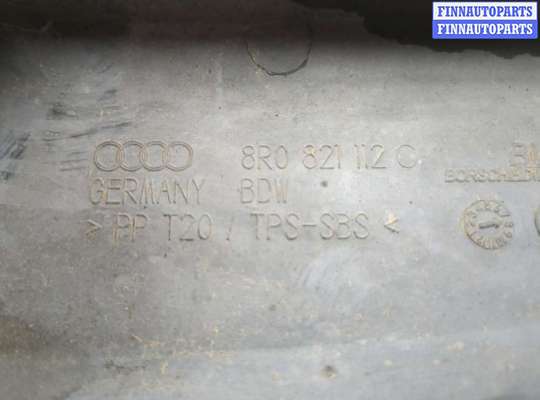 FINNAUTOPARTS
FINNAUTOPARTS
8R0 821 112 C
GERMANY BDW
> PP T20 / TPS-SBS <